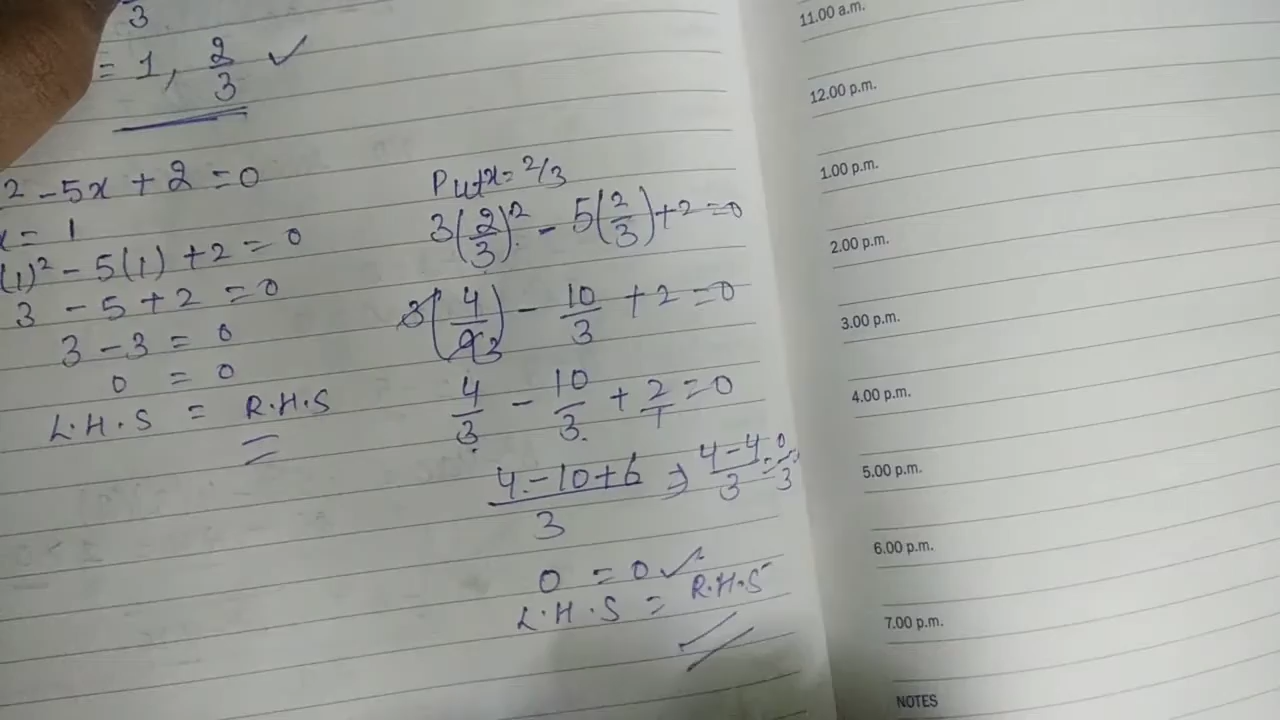 3
= 1, 2/3 ✓
2 - 5x + 2 = 0
x = 1
(1)² - 5(1) + 2 = 0
3 - 5 + 2 = 0
3 - 3 = 0
0 = 0
L.H.S = R.H.S
Put x = 2/3
3(2/3)² - 5(2/3) + 2 = 0
3(4/9 3) - 10/3 + 2 = 0
4/3 - 10/3 + 2/1 = 0
4 - 10 + 6 / 3 ⇒ 4 - 4 / 3 = 0/3
0 = 0 ✓
L.H.S = R.H.S
11.00 a.m.
12.00 p.m.
1.00 p.m.
2.00 p.m.
3.00 p.m.
4.00 p.m.
5.00 p.m.
6.00 p.m.
7.00 p.m.
NOTES